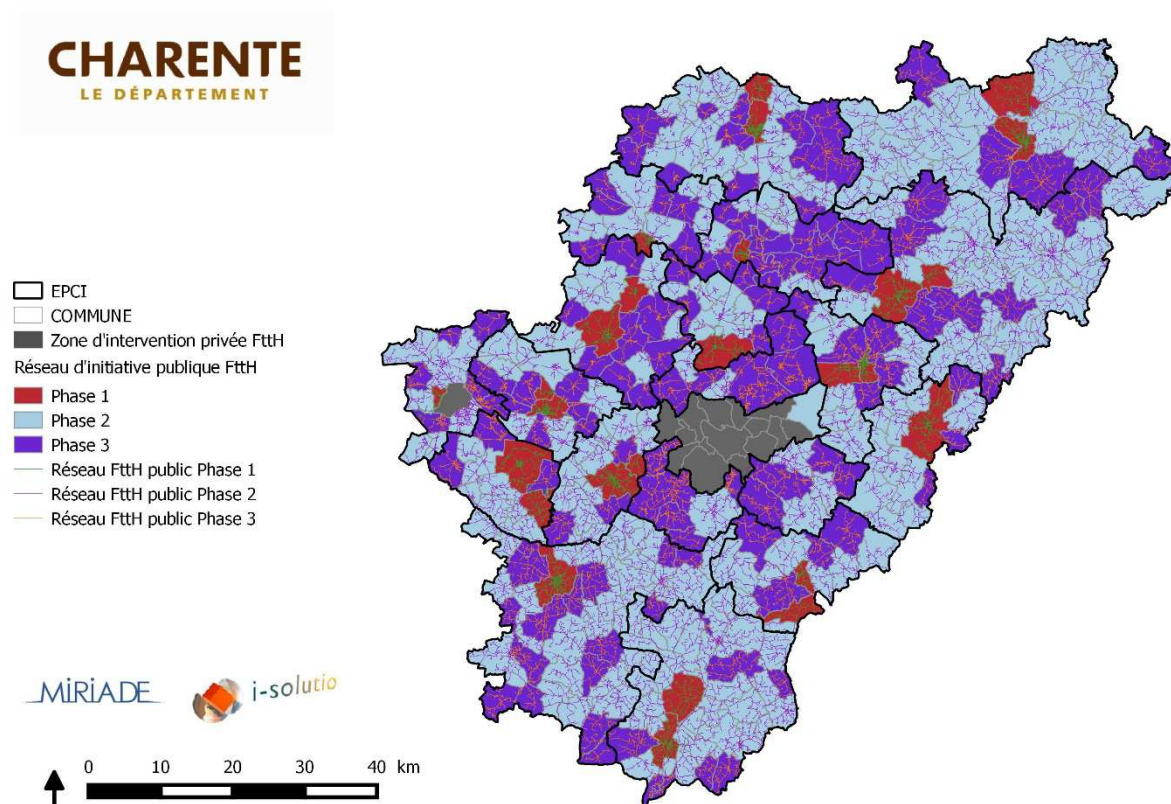 CHARENTE
LE DÉPARTEMENT
EPCI
COMMUNE
Zone d'intervention privée FttH
Réseau d'initiative publique FttH
Phase 1
Phase 2
Phase 3
Réseau FttH public Phase 1
Réseau FttH public Phase 2
Réseau FttH public Phase 3
MiRiADE
i-solutio
0 10 20 30 40 km